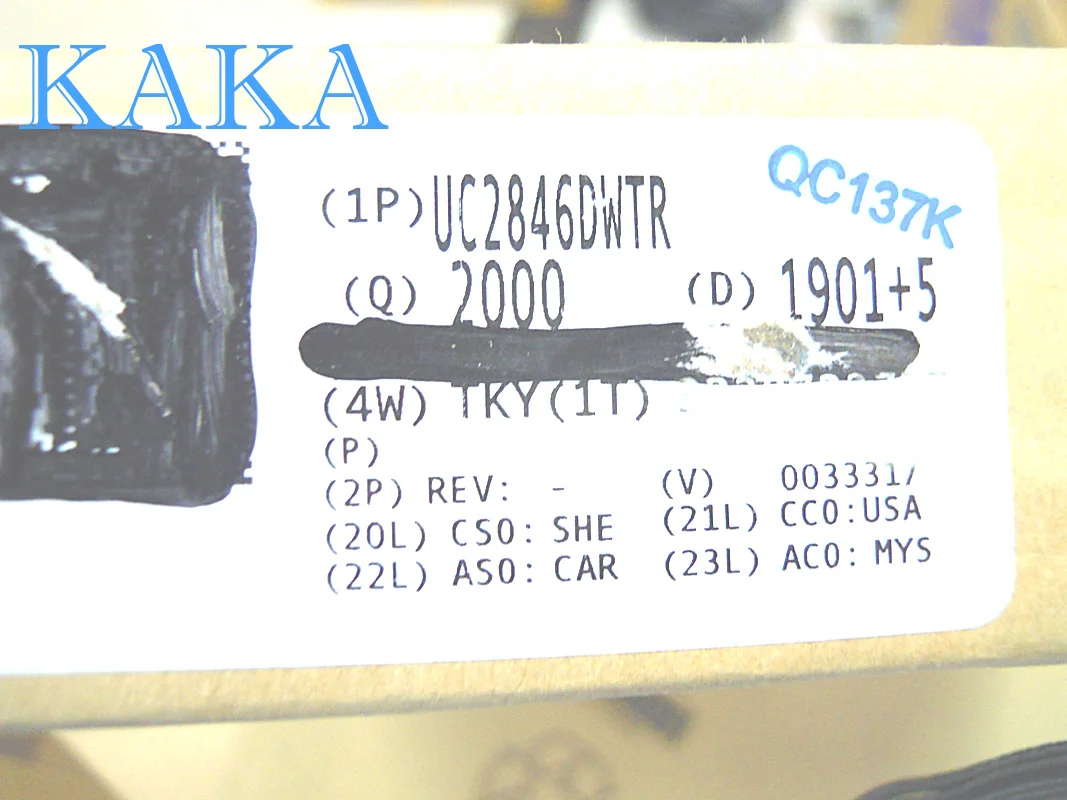 KAKA
QC137K
(1P)UC2846DWTR
(Q) 2000 (D) 1901+5
(4W) TKY(1T)
(P)
(2P) REV: - (V) 0033317
(20L) CSO: SHE (21L) CCO:USA
(22L) ASO: CAR (23L) ACO: MYS